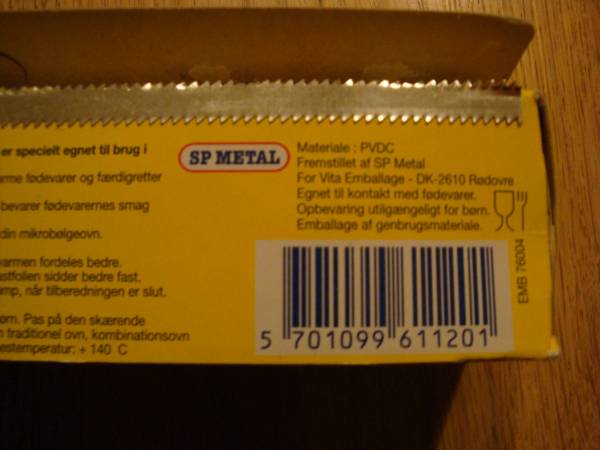 er specielt egnet til brug i
rme fødevarer og færdigretter
bevarer fødevarernes smag
din mikrobølgeovn.
varmen fordeles bedre.
stfolien sidder bedre fast.
mp, når tilberedningen er slut.
ørn. Pas på den skærende
n traditionel ovn, kombinationsovn
estemperatur: + 140 C
SP METAL
Materiale : PVDC
Fremstillet af SP Metal
For Vita Emballage - DK-2610 Rødovre
Egnet til kontakt med fødevarer.
Opbevaring utilgængeligt for børn.
Emballage af genbrugsmateriale.
EMB 76004
5 701099 611201